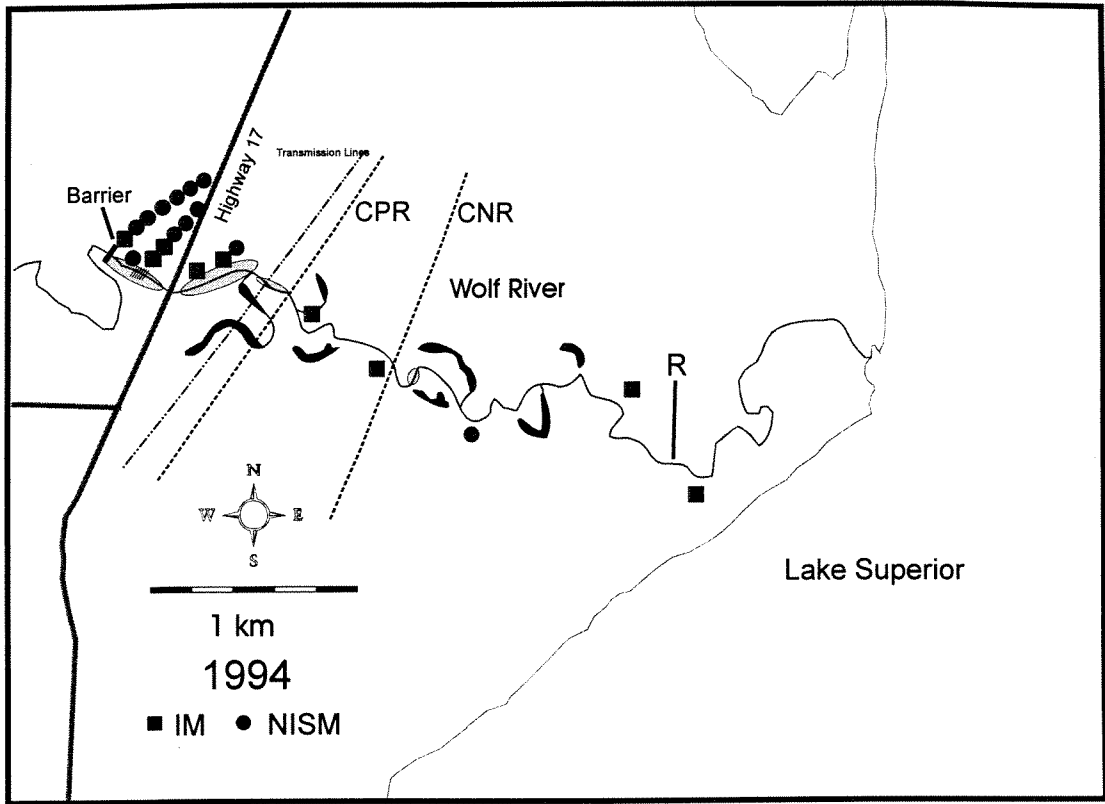 Highway 17
Transmission Lines
Barrier
CPR
CNR
Wolf River
R
N
W E
S
Lake Superior
1 km
1994
IM NISM